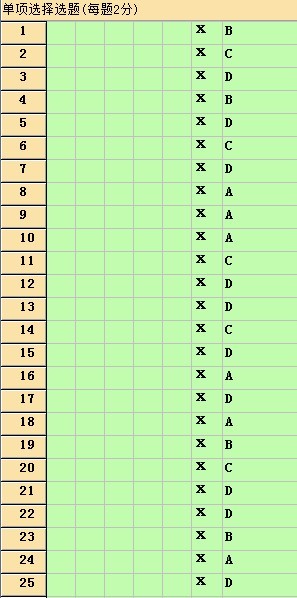 单项选择选题(每题2分)
1 X B
2 X C
3 X D
4 X B
5 X D
6 X C
7 X D
8 X A
9 X A
10 X A
11 X C
12 X D
13 X D
14 X C
15 X D
16 X A
17 X D
18 X A
19 X B
20 X C
21 X D
22 X D
23 X B
24 X A
25 X D